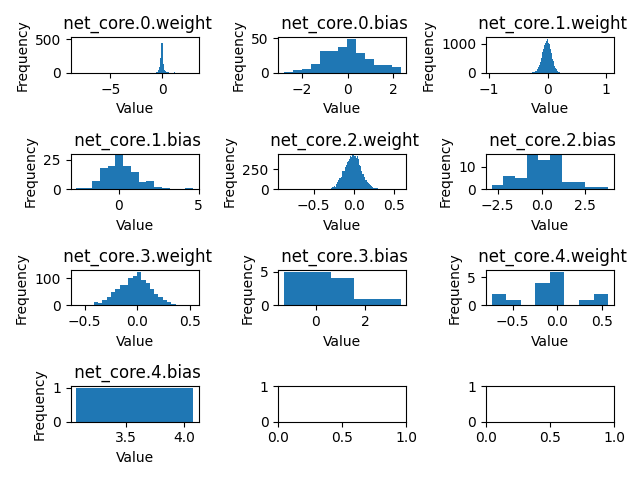 net_core.0.weight
Frequency
500
0
−5
0
Value
net_core.0.bias
Frequency
50
0
−2
0
2
Value
net_core.1.weight
Frequency
1000
0
−1
0
1
Value
net_core.1.bias
Frequency
25
0
0
5
Value
net_core.2.weight
Frequency
250
0
−0.5
0.0
0.5
Value
net_core.2.bias
Frequency
10
0
−2.5
0.0
2.5
Value
net_core.3.weight
Frequency
100
0
−0.5
0.0
0.5
Value
net_core.3.bias
Frequency
5
0
0
2
Value
net_core.4.weight
Frequency
5
0
−0.5
0.0
0.5
Value
net_core.4.bias
Frequency
1
0
3.5
4.0
Value
1
0
0.0
0.5
1.0
1
0
0.0
0.5
1.0